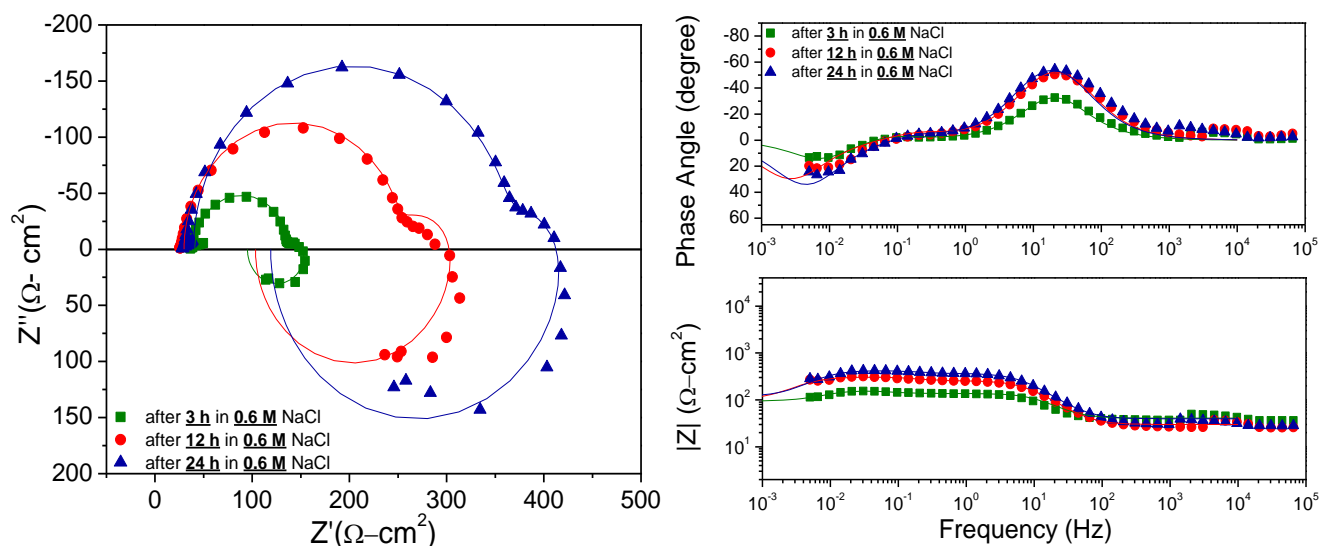 -200
-150
-100
-50
0
50
100
150
200
0 100 200 300 400 500
Z''(Ω- cm²)
Z'(Ω−cm²)
after 3 h in 0.6 M NaCl
after 12 h in 0.6 M NaCl
after 24 h in 0.6 M NaCl
-80
-60
-40
-20
0
20
40
60
Phase Angle (degree)
after 3 h in 0.6 M NaCl
after 12 h in 0.6 M NaCl
after 24 h in 0.6 M NaCl
10⁻³ 10⁻² 10⁻¹ 10⁰ 10¹ 10² 10³ 10⁴ 10⁵
10⁴
10³
10²
10¹
|Z| (Ω−cm²)
10⁻³ 10⁻² 10⁻¹ 10⁰ 10¹ 10² 10³ 10⁴ 10⁵
Frequency (Hz)